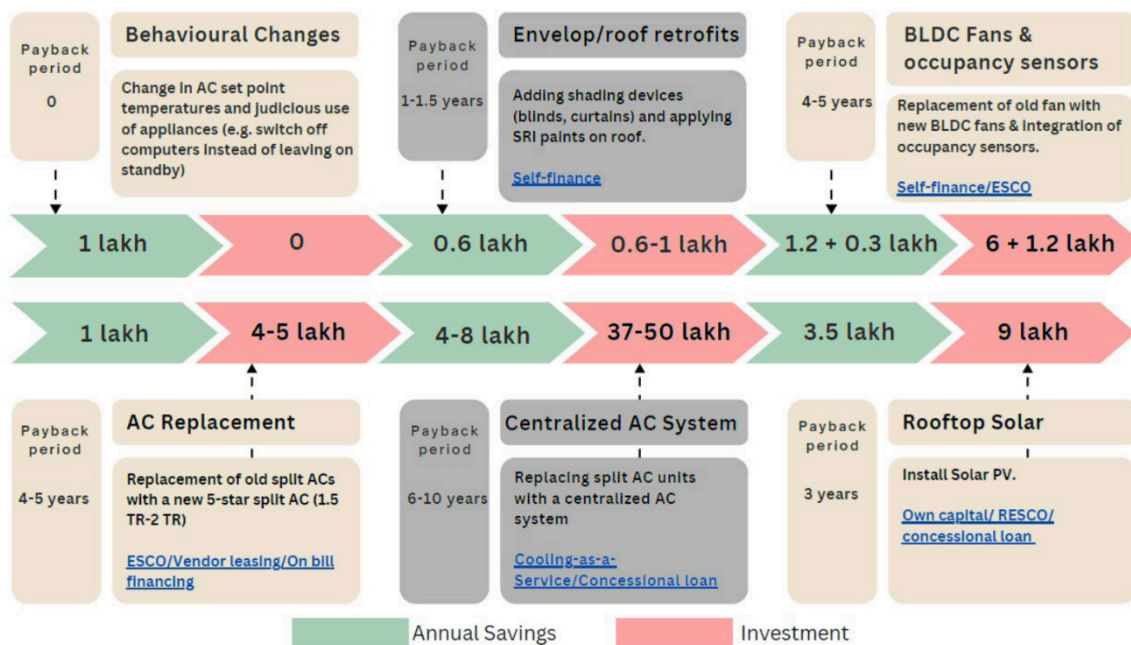 Payback
period
0
Behavioural Changes
Change in AC set point
temperatures and judicious use
of appliances (e.g. switch off
computers instead of leaving on
standby)
Payback
period
1-1.5 years
Envelop/roof retrofits
Adding shading devices
(blinds, curtains) and applying
SRI paints on roof.
Self-finance
Payback
period
4-5 years
BLDC Fans &
occupancy sensors
Replacement of old fan with
new BLDC fans & integration of
occupancy sensors.
Self-finance/ESCO
1 lakh
0
0.6 lakh
0.6-1 lakh
1.2 + 0.3 lakh
6 + 1.2 lakh
1 lakh
4-5 lakh
4-8 lakh
37-50 lakh
3.5 lakh
9 lakh
Payback
period
4-5 years
AC Replacement
Replacement of old split ACs
with a new 5-star split AC (1.5
TR-2 TR)
ESCO/Vendor leasing/On bill
financing
Payback
period
6-10 years
Centralized AC System
Replacing split AC units
with a centralized AC
system
Cooling-as-a-
Service/Concessional loan
Payback
period
3 years
Rooftop Solar
Install Solar PV.
Own capital/ RESCO/
concessional loan
Annual Savings
Investment